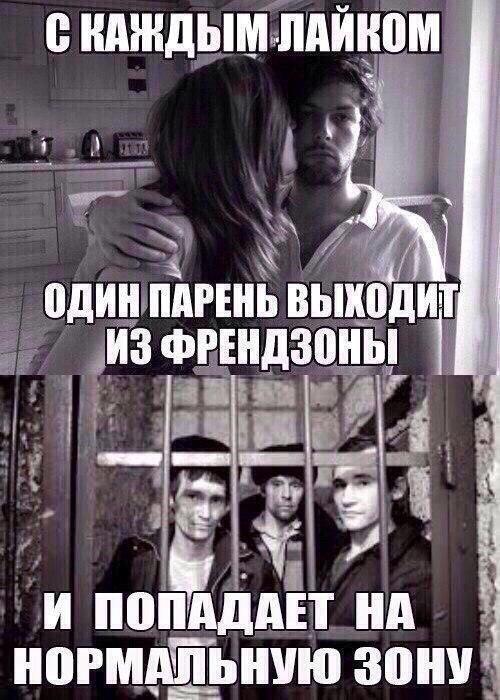 С КАЖДЫМ ЛАЙКОМ
ОДИН ПАРЕНЬ ВЫХОДИТ
ИЗ ФРЕНДЗОНЫ
И ПОПАДАЕТ НА
НОРМАЛЬНУЮ ЗОНУ